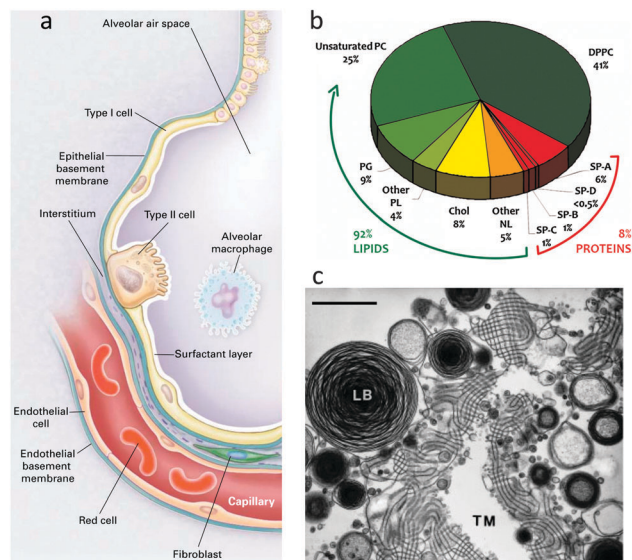 a
Alveolar air space
Type I cell
Epithelial
basement
membrane
Interstitium
Type II cell
Alveolar
macrophage
Surfactant layer
Endothelial
cell
Endothelial
basement
membrane
Red cell
Capillary
Fibroblast
b
Unsaturated PC
25%
DPPC
41%
PG
9%
Other
PL
4%
Chol
8%
Other
NL
5%
SP-C
1%
SP-B
1%
SP-D
<0.5%
SP-A
6%
92%
LIPIDS
8%
PROTEINS
c
LB
TM